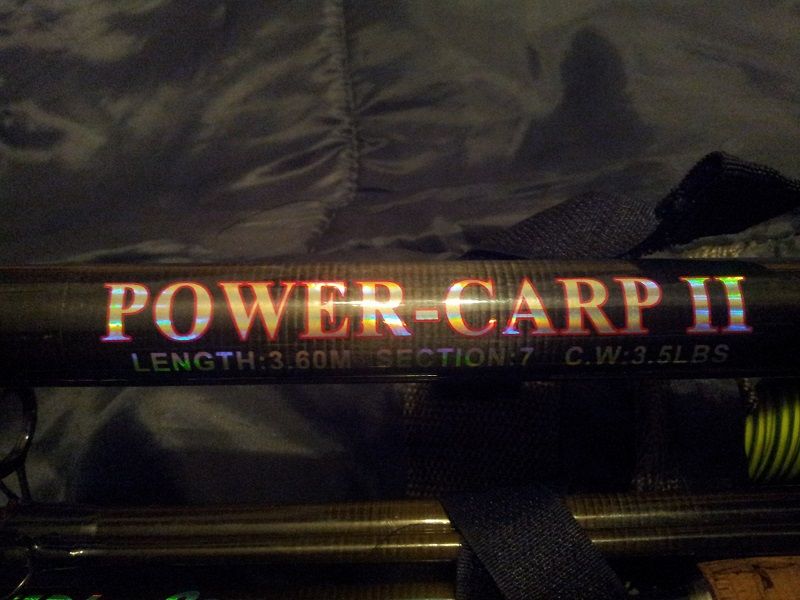 POWER-CARP II
LENGTH:3.60M SECTION:7 C.W:3.5LBS